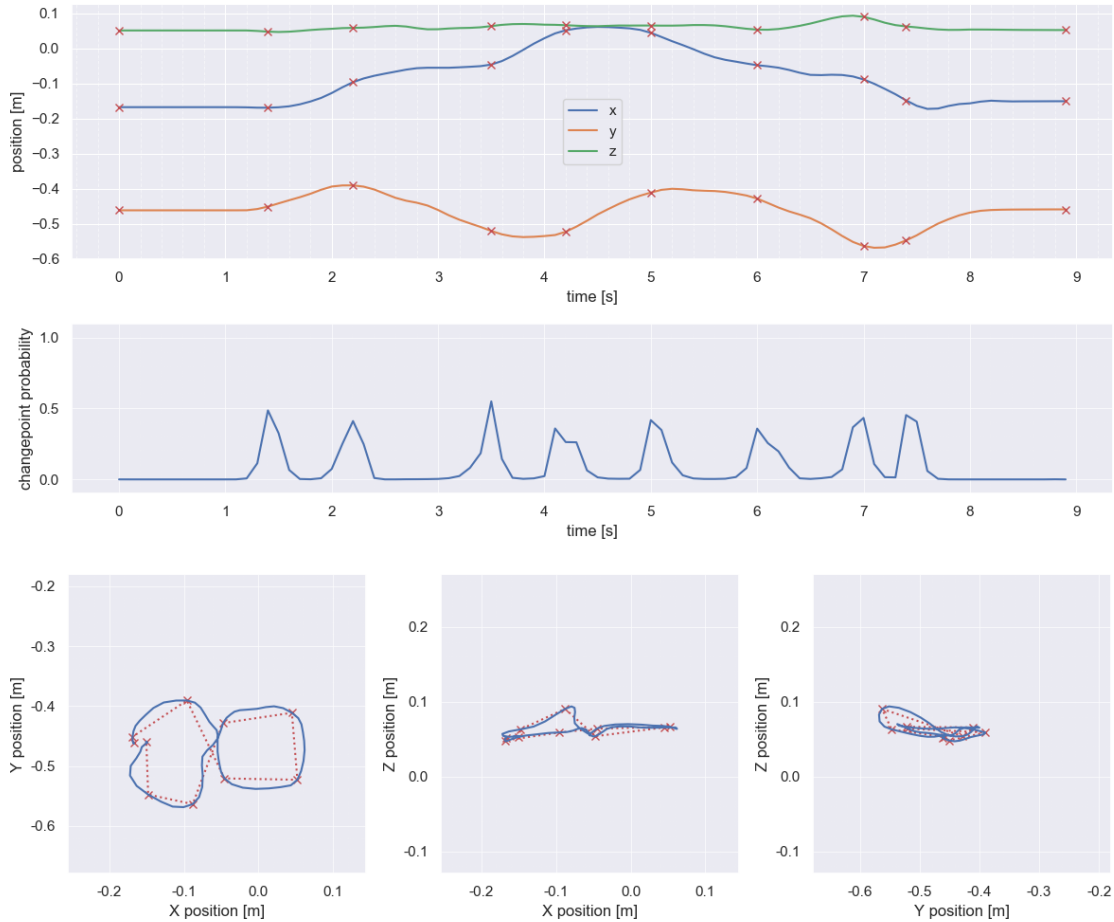 0.1
0.0
−0.1
−0.2
−0.3
−0.4
−0.5
−0.6
position [m]
x
y
z
0 1 2 3 4 5 6 7 8 9
time [s]
1.0
0.5
0.0
changepoint probability
0 1 2 3 4 5 6 7 8 9
time [s]
-0.2
-0.3
-0.4
-0.5
-0.6
Y position [m]
-0.2 -0.1 0.0 0.1
X position [m]
0.2
0.1
0.0
-0.1
Z position [m]
-0.2 -0.1 0.0 0.1
X position [m]
0.2
0.1
0.0
-0.1
Z position [m]
-0.6 -0.5 -0.4 -0.3 -0.2
Y position [m]